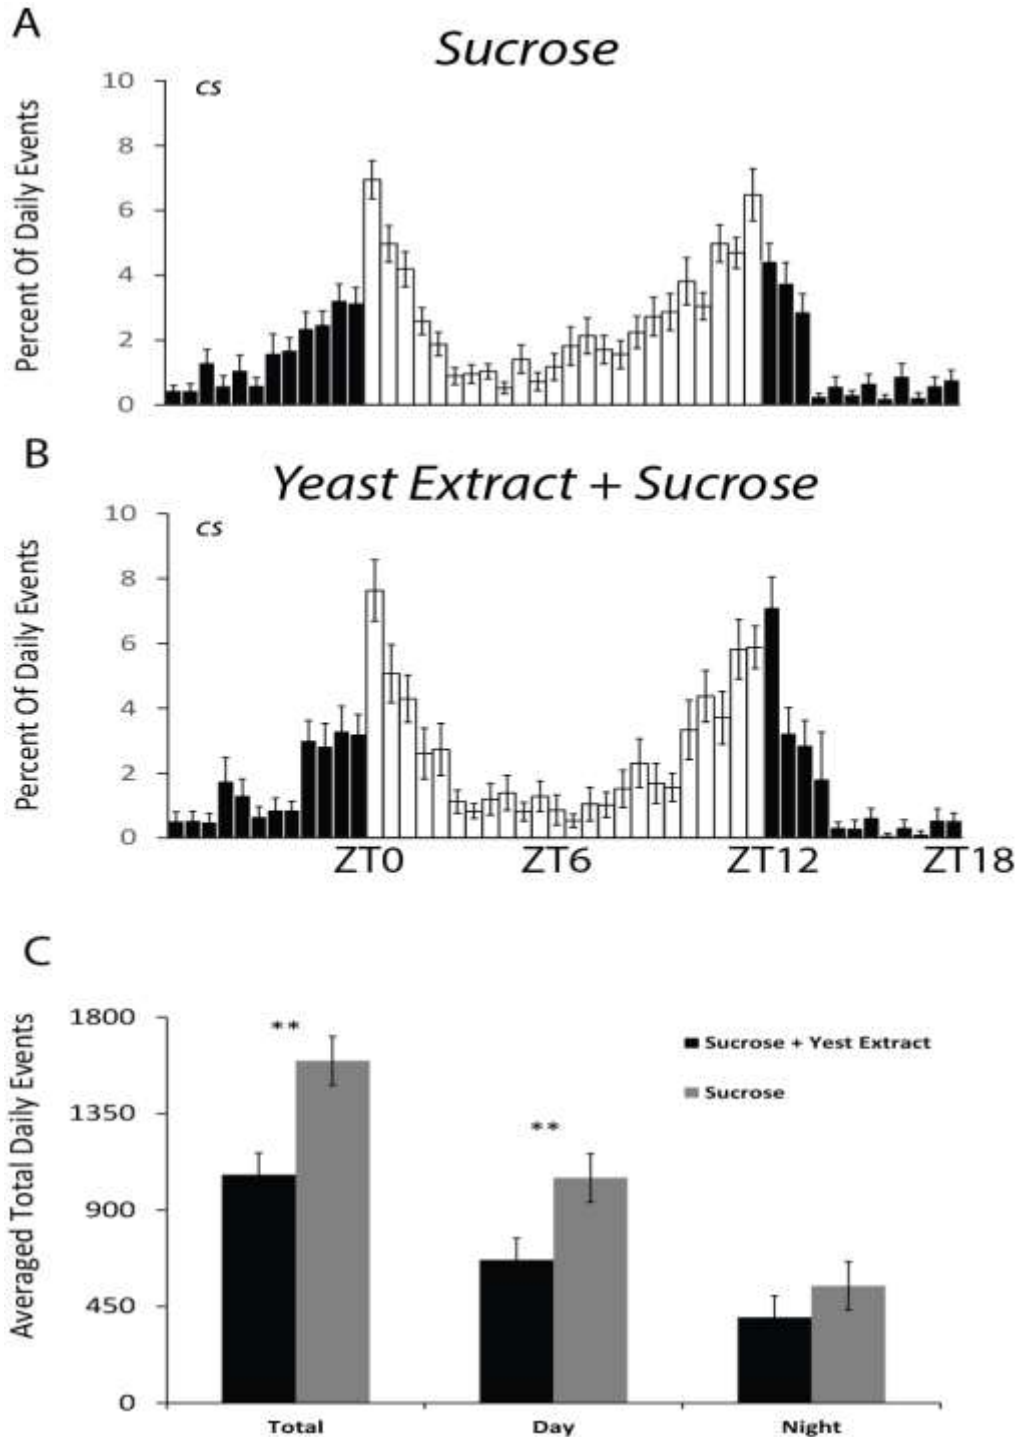 A
Sucrose
cs
Percent Of Daily Events
10
8
6
4
2
0
B
Yeast Extract + Sucrose
cs
Percent Of Daily Events
10
8
6
4
2
0
ZT0 ZT6 ZT12 ZT18
C
Averaged Total Daily Events
1800
1350
900
450
0
**
**
Sucrose + Yest Extract
Sucrose
Total Day Night